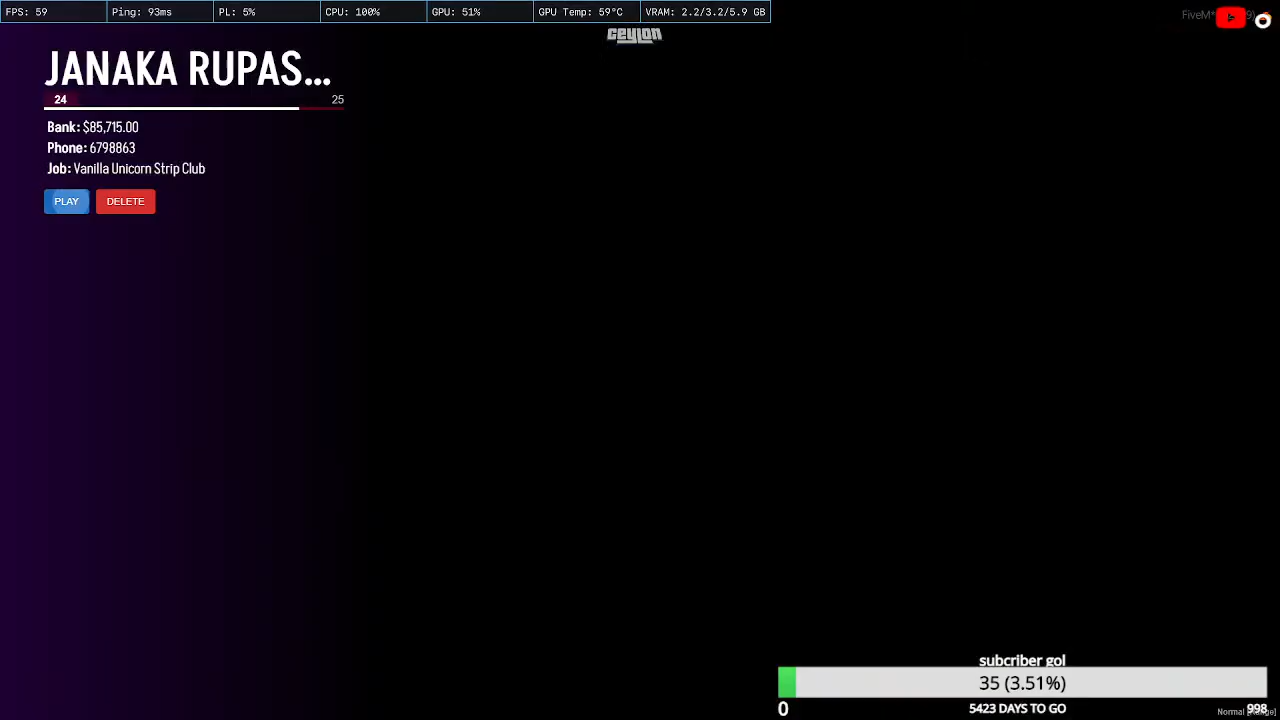 FPS: 59 Ping: 93ms PL: 5% CPU: 100% GPU: 51% GPU Temp: 59°C VRAM: 2.2/3.2/5.9 GB
FiveM*
CEYLON
JANAKA RUPAS...
24 25
Bank: $85,715.00
Phone: 6798863
Job: Vanilla Unicorn Strip Club
PLAY DELETE
subcriber gol
35 (3.51%)
0 5423 DAYS TO GO 998
Normal